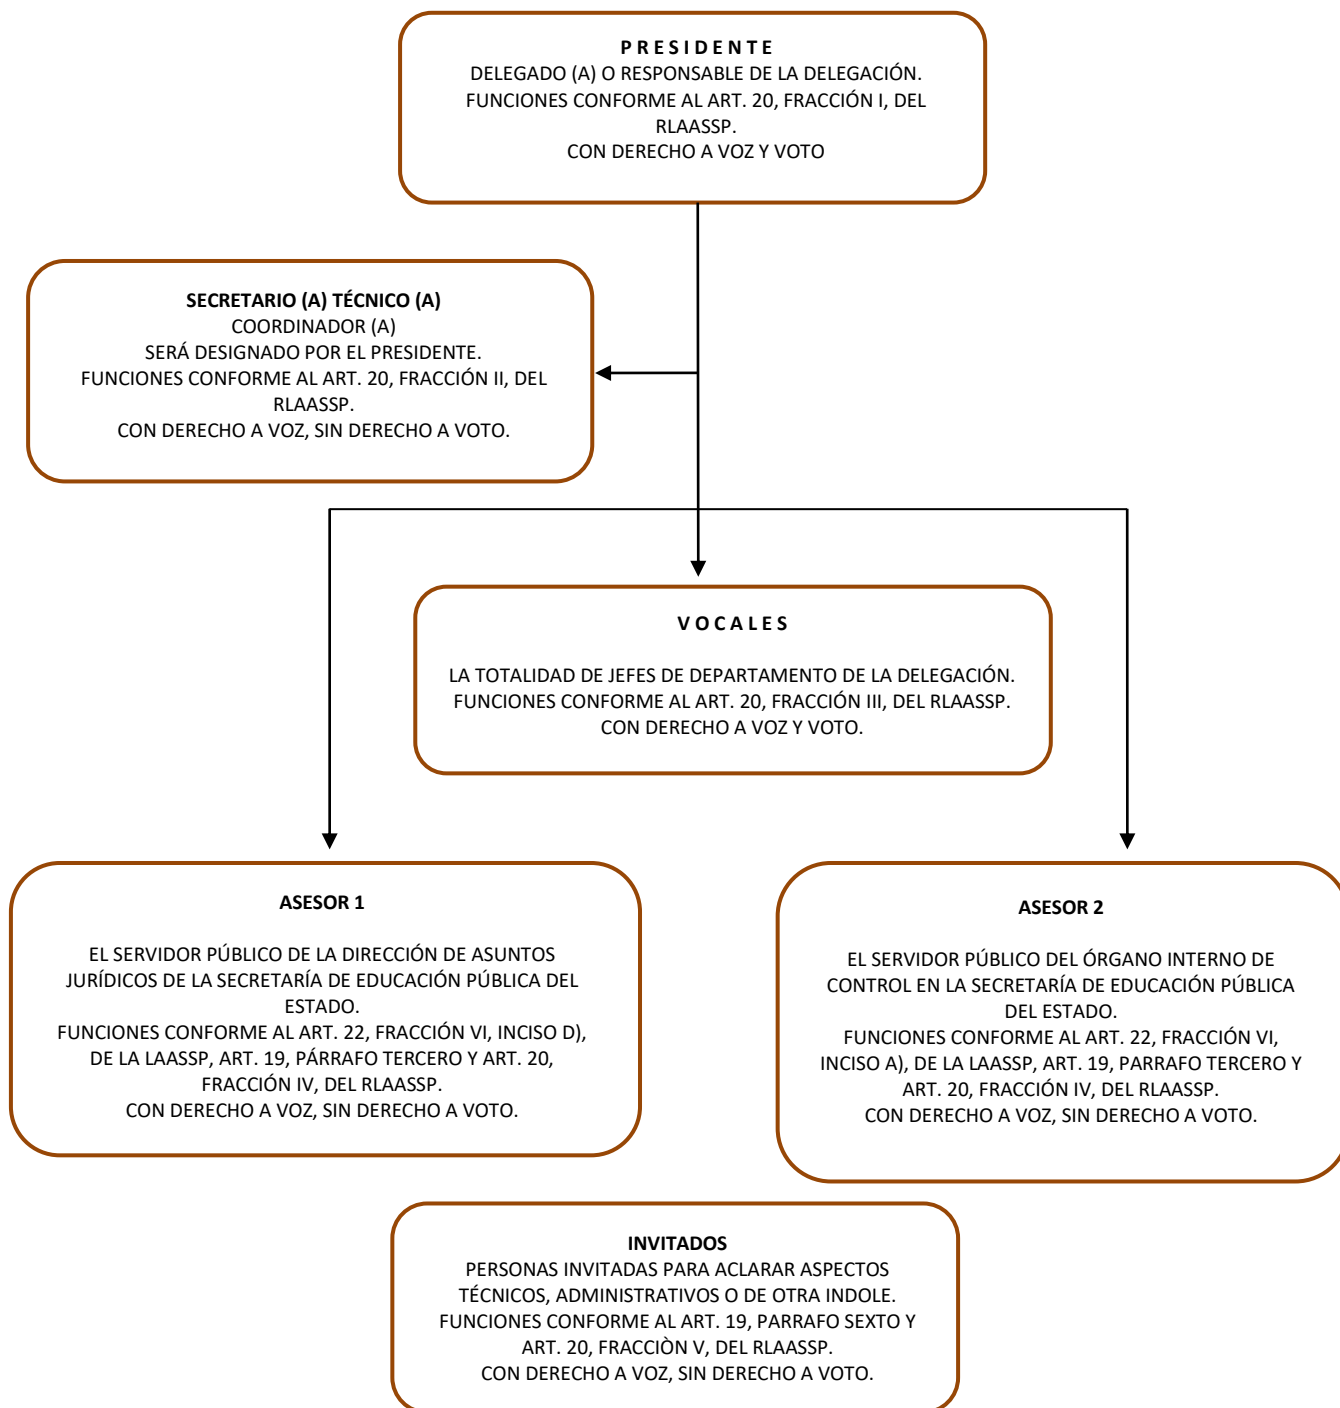 P R E S I D E N T E
DELEGADO (A) O RESPONSABLE DE LA DELEGACIÓN.
FUNCIONES CONFORME AL ART. 20, FRACCIÓN I, DEL
RLAASSP.
CON DERECHO A VOZ Y VOTO
SECRETARIO (A) TÉCNICO (A)
COORDINADOR (A)
SERÁ DESIGNADO POR EL PRESIDENTE.
FUNCIONES CONFORME AL ART. 20, FRACCIÓN II, DEL
RLAASSP.
CON DERECHO A VOZ, SIN DERECHO A VOTO.
V O C A L E S
LA TOTALIDAD DE JEFES DE DEPARTAMENTO DE LA DELEGACIÓN.
FUNCIONES CONFORME AL ART. 20, FRACCIÓN III, DEL RLAASSP.
CON DERECHO A VOZ Y VOTO.
ASESOR 1
EL SERVIDOR PÚBLICO DE LA DIRECCIÓN DE ASUNTOS
JURÍDICOS DE LA SECRETARÍA DE EDUCACIÓN PÚBLICA DEL
ESTADO.
FUNCIONES CONFORME AL ART. 22, FRACCIÓN VI, INCISO D),
DE LA LAASSP, ART. 19, PÁRRAFO TERCERO Y ART. 20,
FRACCIÓN IV, DEL RLAASSP.
CON DERECHO A VOZ, SIN DERECHO A VOTO.
ASESOR 2
EL SERVIDOR PÚBLICO DEL ÓRGANO INTERNO DE
CONTROL EN LA SECRETARÍA DE EDUCACIÓN PÚBLICA
DEL ESTADO.
FUNCIONES CONFORME AL ART. 22, FRACCIÓN VI,
INCISO A), DE LA LAASSP, ART. 19, PARRAFO TERCERO Y
ART. 20, FRACCIÓN IV, DEL RLAASSP.
CON DERECHO A VOZ, SIN DERECHO A VOTO.
INVITADOS
PERSONAS INVITADAS PARA ACLARAR ASPECTOS
TÉCNICOS, ADMINISTRATIVOS O DE OTRA INDOLE.
FUNCIONES CONFORME AL ART. 19, PARRAFO SEXTO Y
ART. 20, FRACCIÒN V, DEL RLAASSP.
CON DERECHO A VOZ, SIN DERECHO A VOTO.